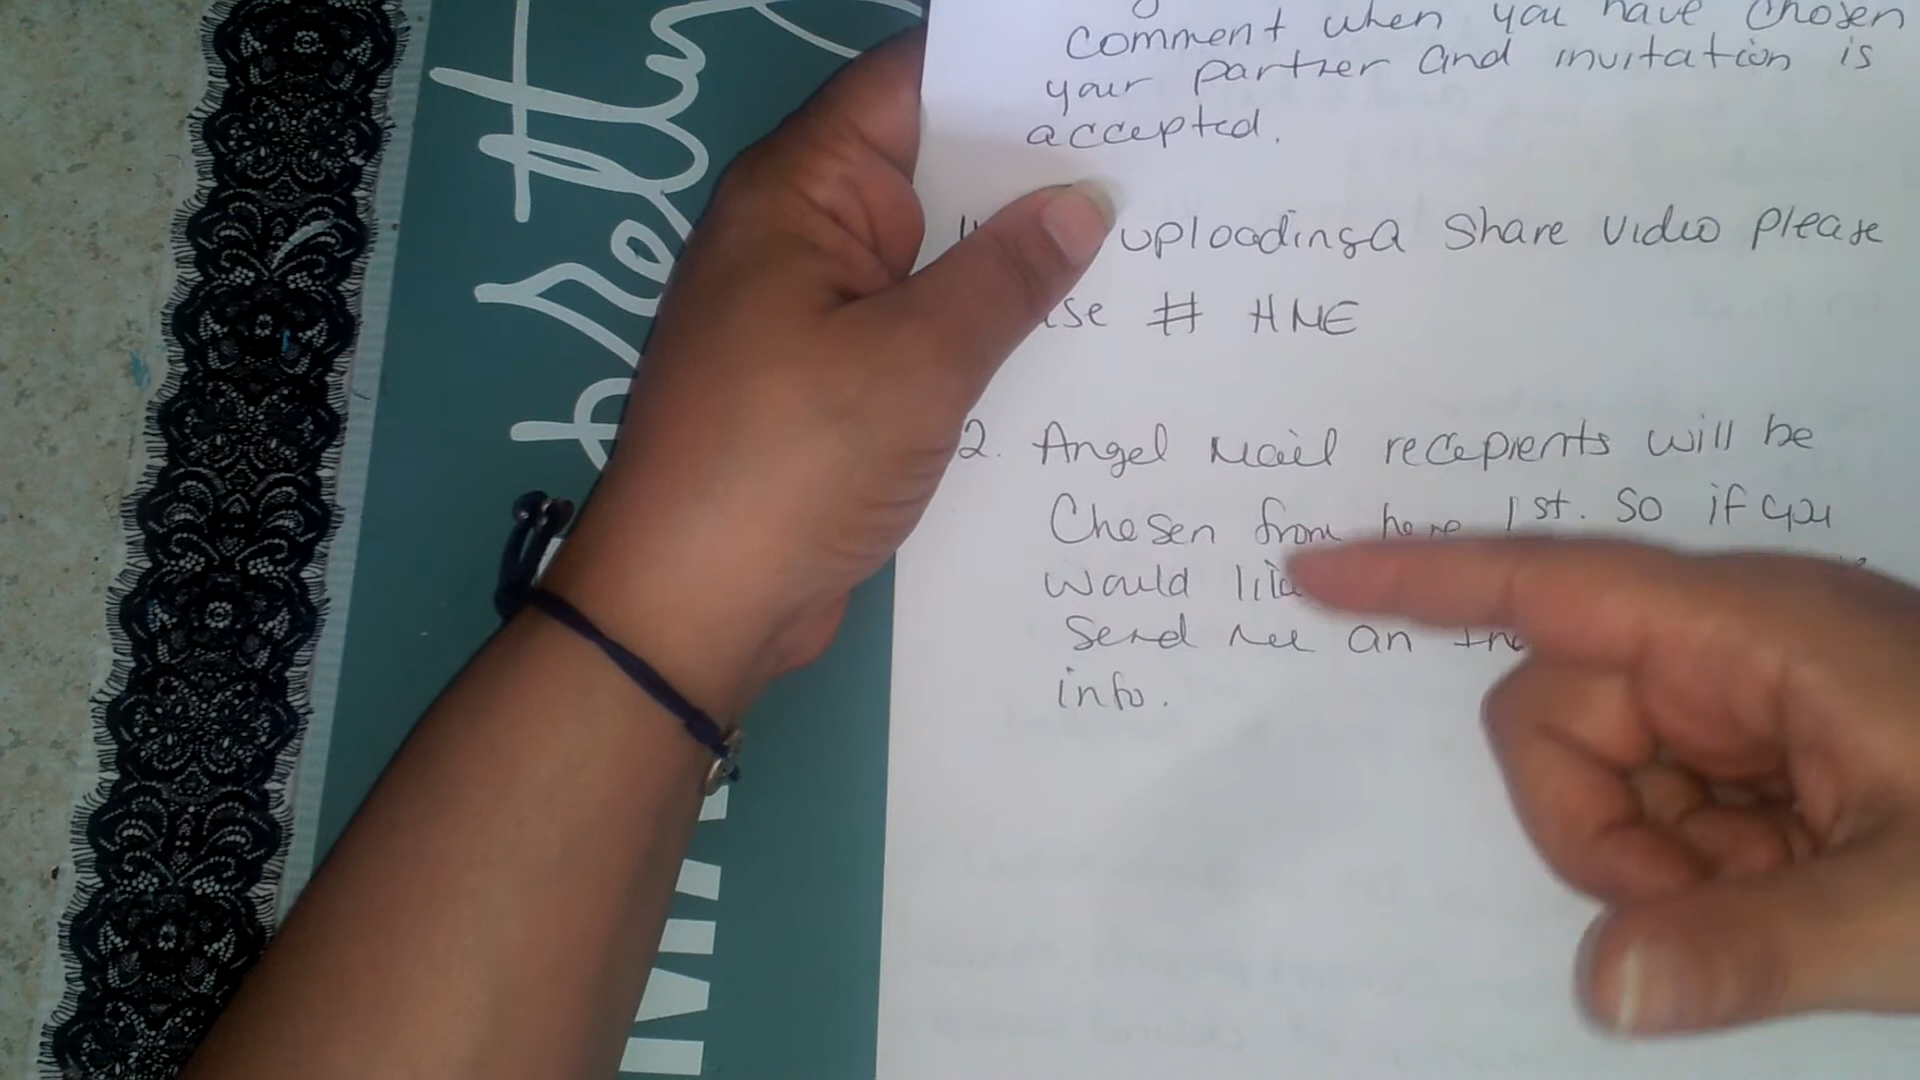 comment when you have chosen
your partner and invitation is
accepted.
uploading a share video please
# HME
2. Angel Mail recepients will be
Chosen from here 1st. So if you
would
Send me an
info.
pretty